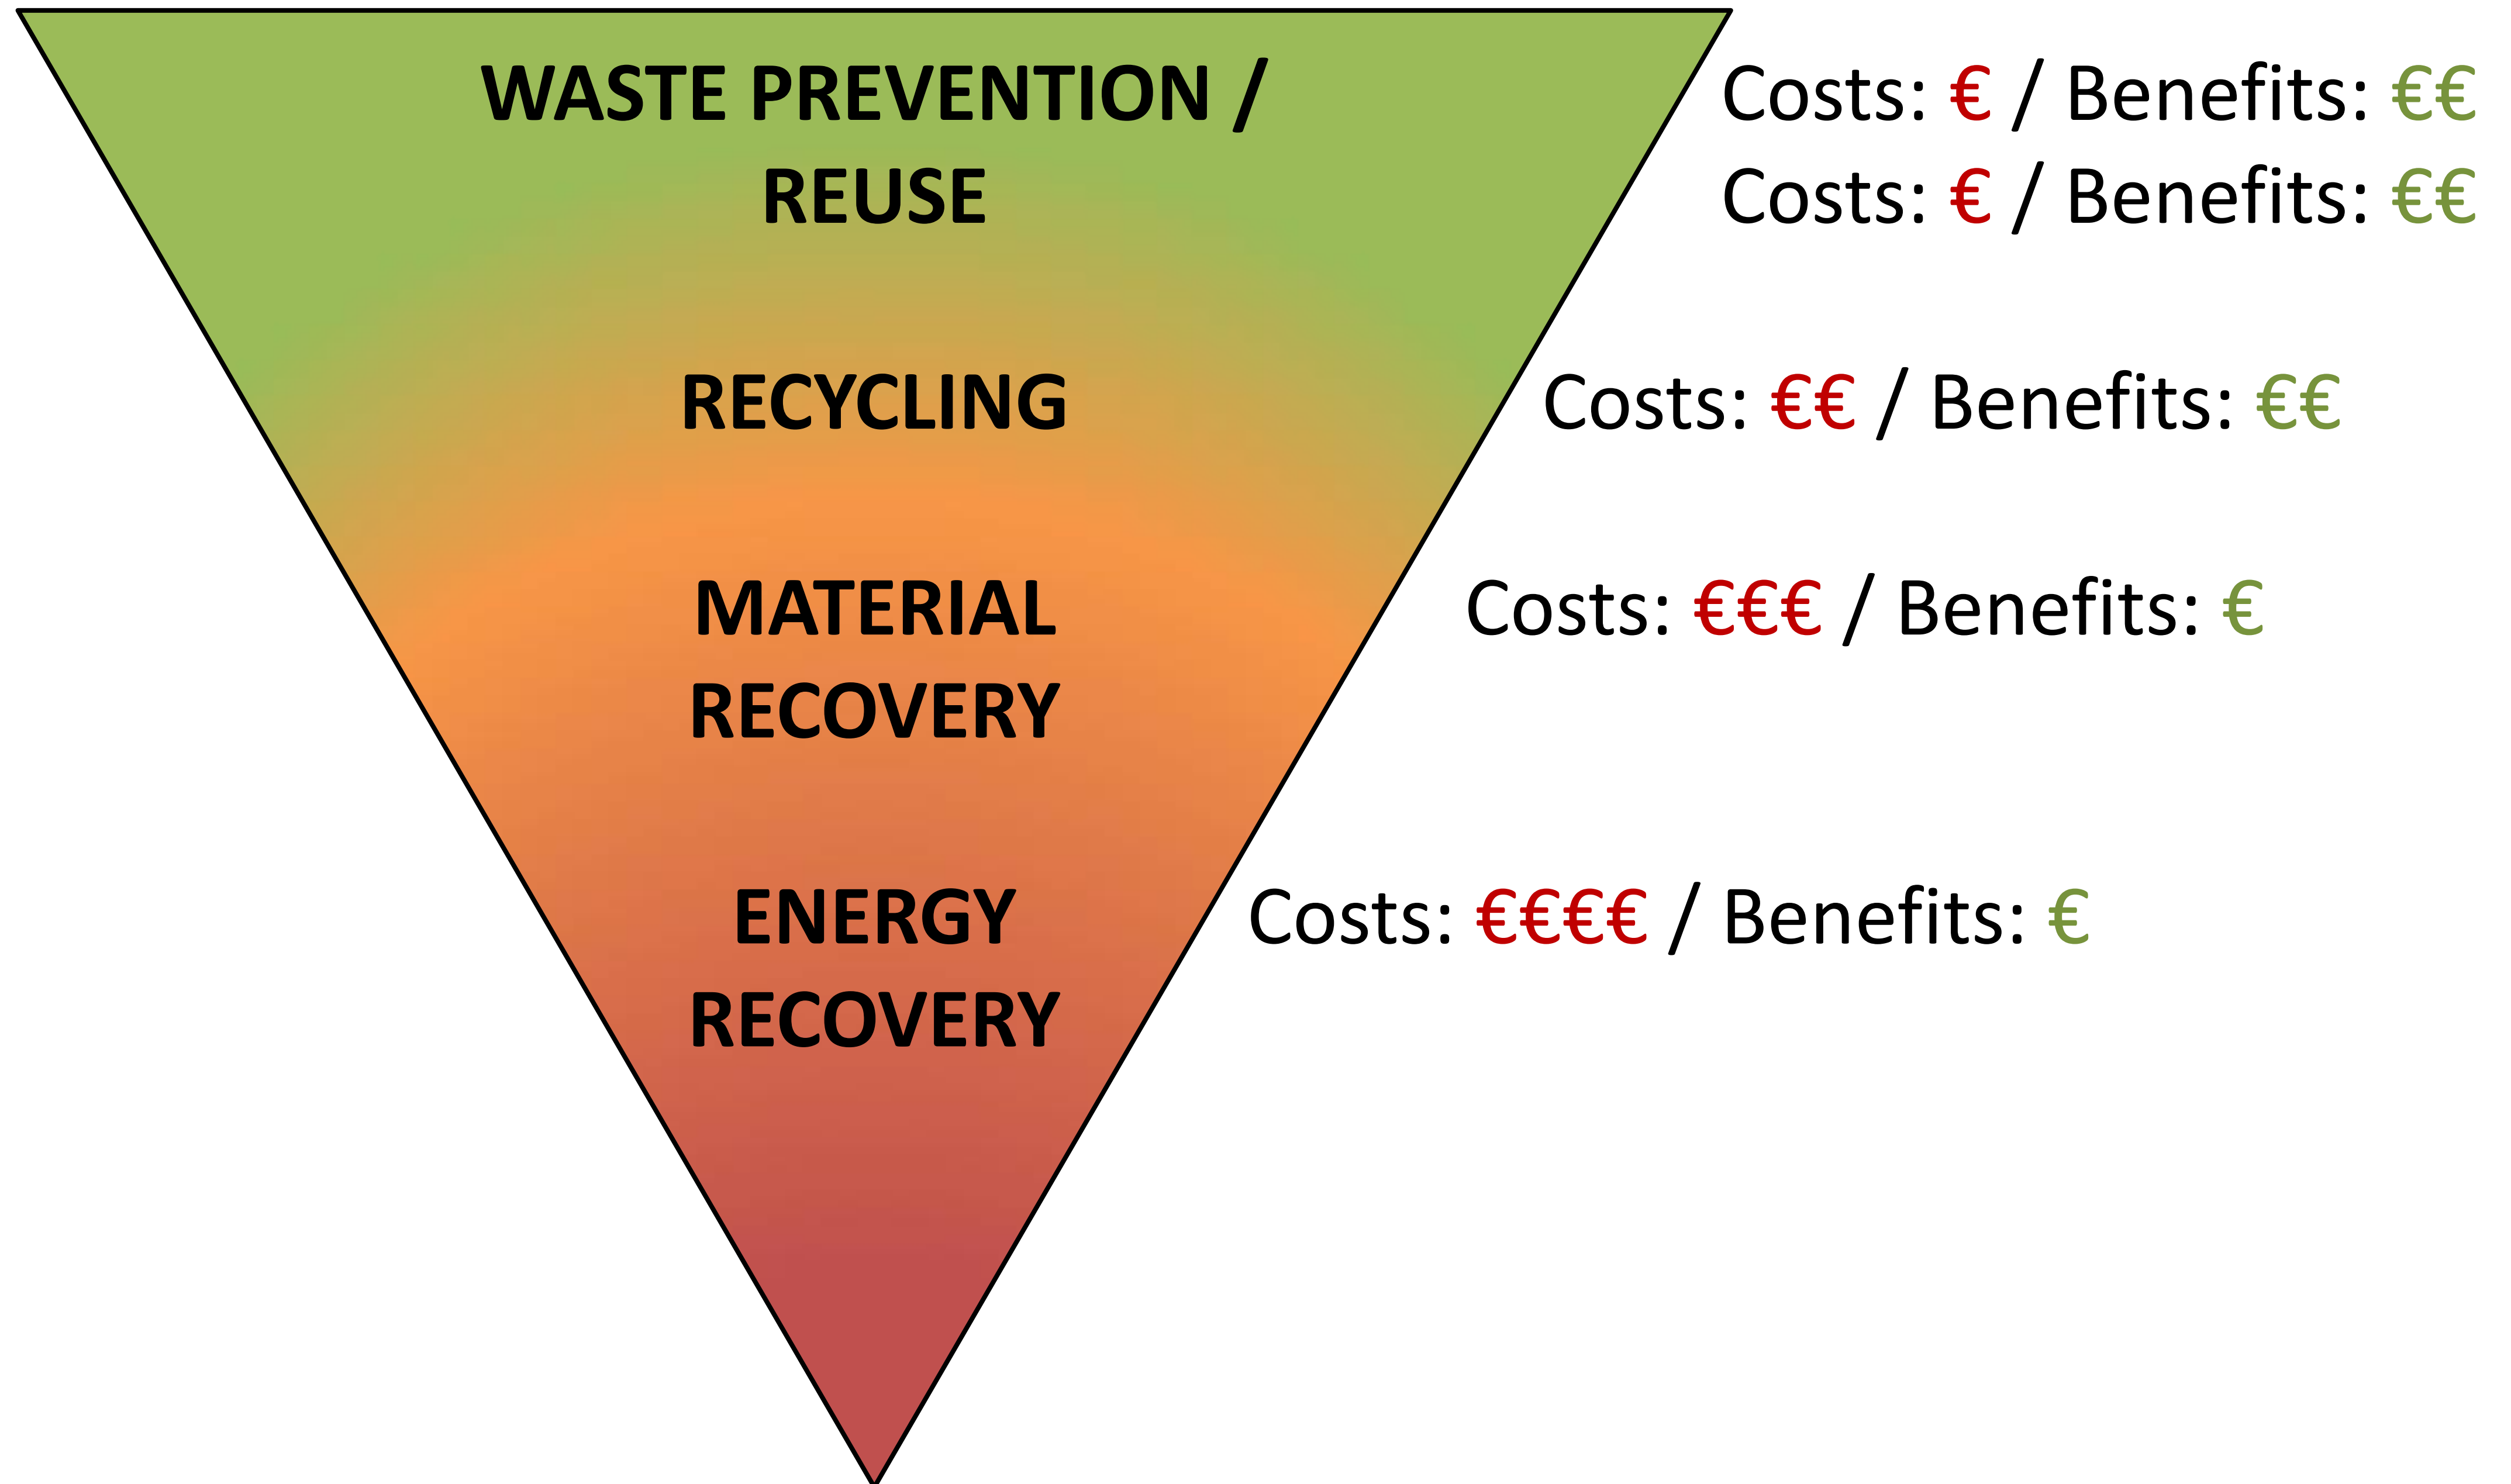 WASTE PREVENTION / Costs: € / Benefits: €€
REUSE Costs: € / Benefits: €€
RECYCLING Costs: €€ / Benefits: €€
MATERIAL Costs: €€€ / Benefits: €
RECOVERY
ENERGY Costs: €€€€ / Benefits: €
RECOVERY